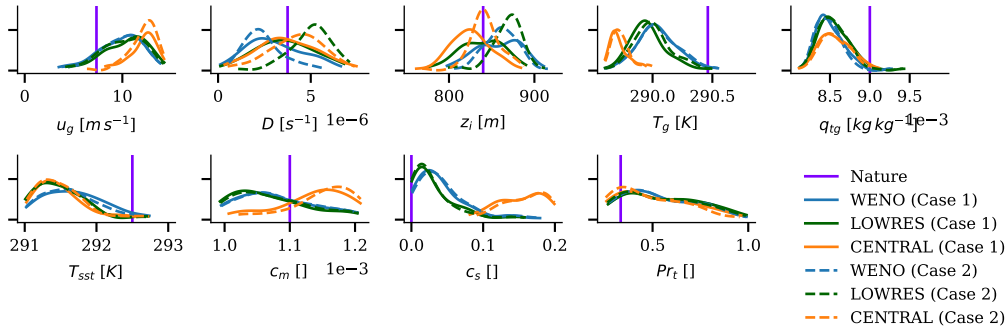 0 10
u_g [m s⁻¹]
0 5
D [s⁻¹] 1e−6
800 900
z_i [m]
290.0 290.5
T_g [K]
8.5 9.0 9.5
q_tg [kg kg⁻¹] 1e−3
291 292 293
T_sst [K]
1.0 1.1 1.2
c_m [] 1e−3
0.0 0.1 0.2
c_s []
0.5 1.0
Pr_t []
Nature
WENO (Case 1)
LOWRES (Case 1)
CENTRAL (Case 1)
WENO (Case 2)
LOWRES (Case 2)
CENTRAL (Case 2)